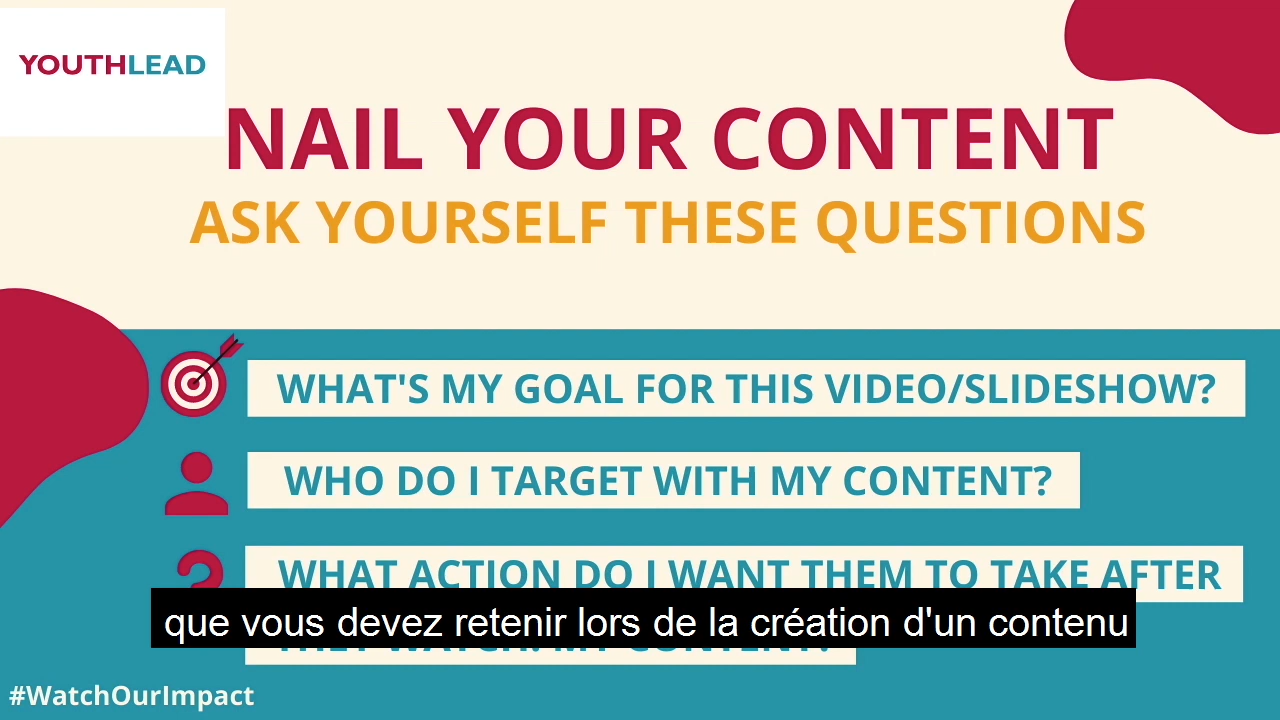 YOUTHLEAD
NAIL YOUR CONTENT
ASK YOURSELF THESE QUESTIONS
WHAT'S MY GOAL FOR THIS VIDEO/SLIDESHOW?
WHO DO I TARGET WITH MY CONTENT?
WHAT ACTION DO I WANT THEM TO TAKE AFTER
que vous devez retenir lors de la création d'un contenu
#WatchOurImpact